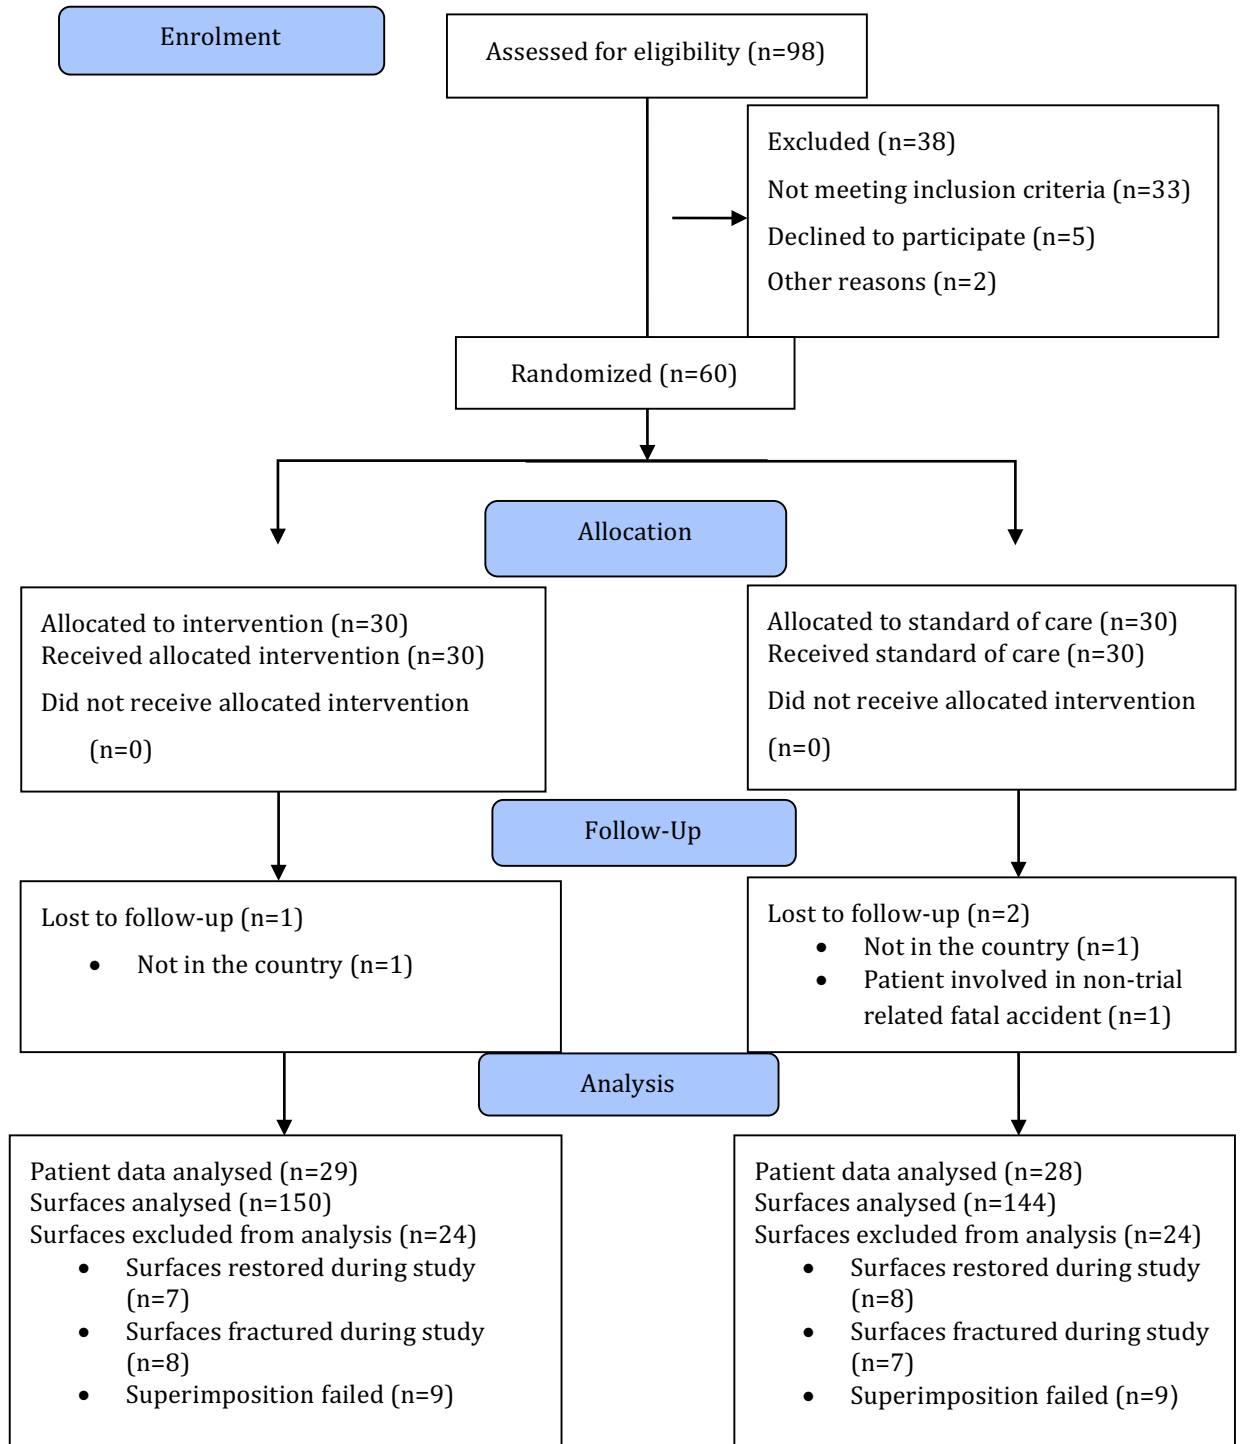 Enrolment
Assessed for eligibility (n=98)
Excluded (n=38)
Not meeting inclusion criteria (n=33)
Declined to participate (n=5)
Other reasons (n=2)
Randomized (n=60)
Allocation
Allocated to intervention (n=30)
Received allocated intervention (n=30)
Did not receive allocated intervention
(n=0)
Allocated to standard of care (n=30)
Received standard of care (n=30)
Did not receive allocated intervention
(n=0)
Follow-Up
Lost to follow-up (n=1)
• Not in the country (n=1)
Lost to follow-up (n=2)
• Not in the country (n=1)
• Patient involved in non-trial
related fatal accident (n=1)
Analysis
Patient data analysed (n=29)
Surfaces analysed (n=150)
Surfaces excluded from analysis (n=24)
• Surfaces restored during study
(n=7)
• Surfaces fractured during study
(n=8)
• Superimposition failed (n=9)
Patient data analysed (n=28)
Surfaces analysed (n=144)
Surfaces excluded from analysis (n=24)
• Surfaces restored during study
(n=8)
• Surfaces fractured during study
(n=7)
• Superimposition failed (n=9)